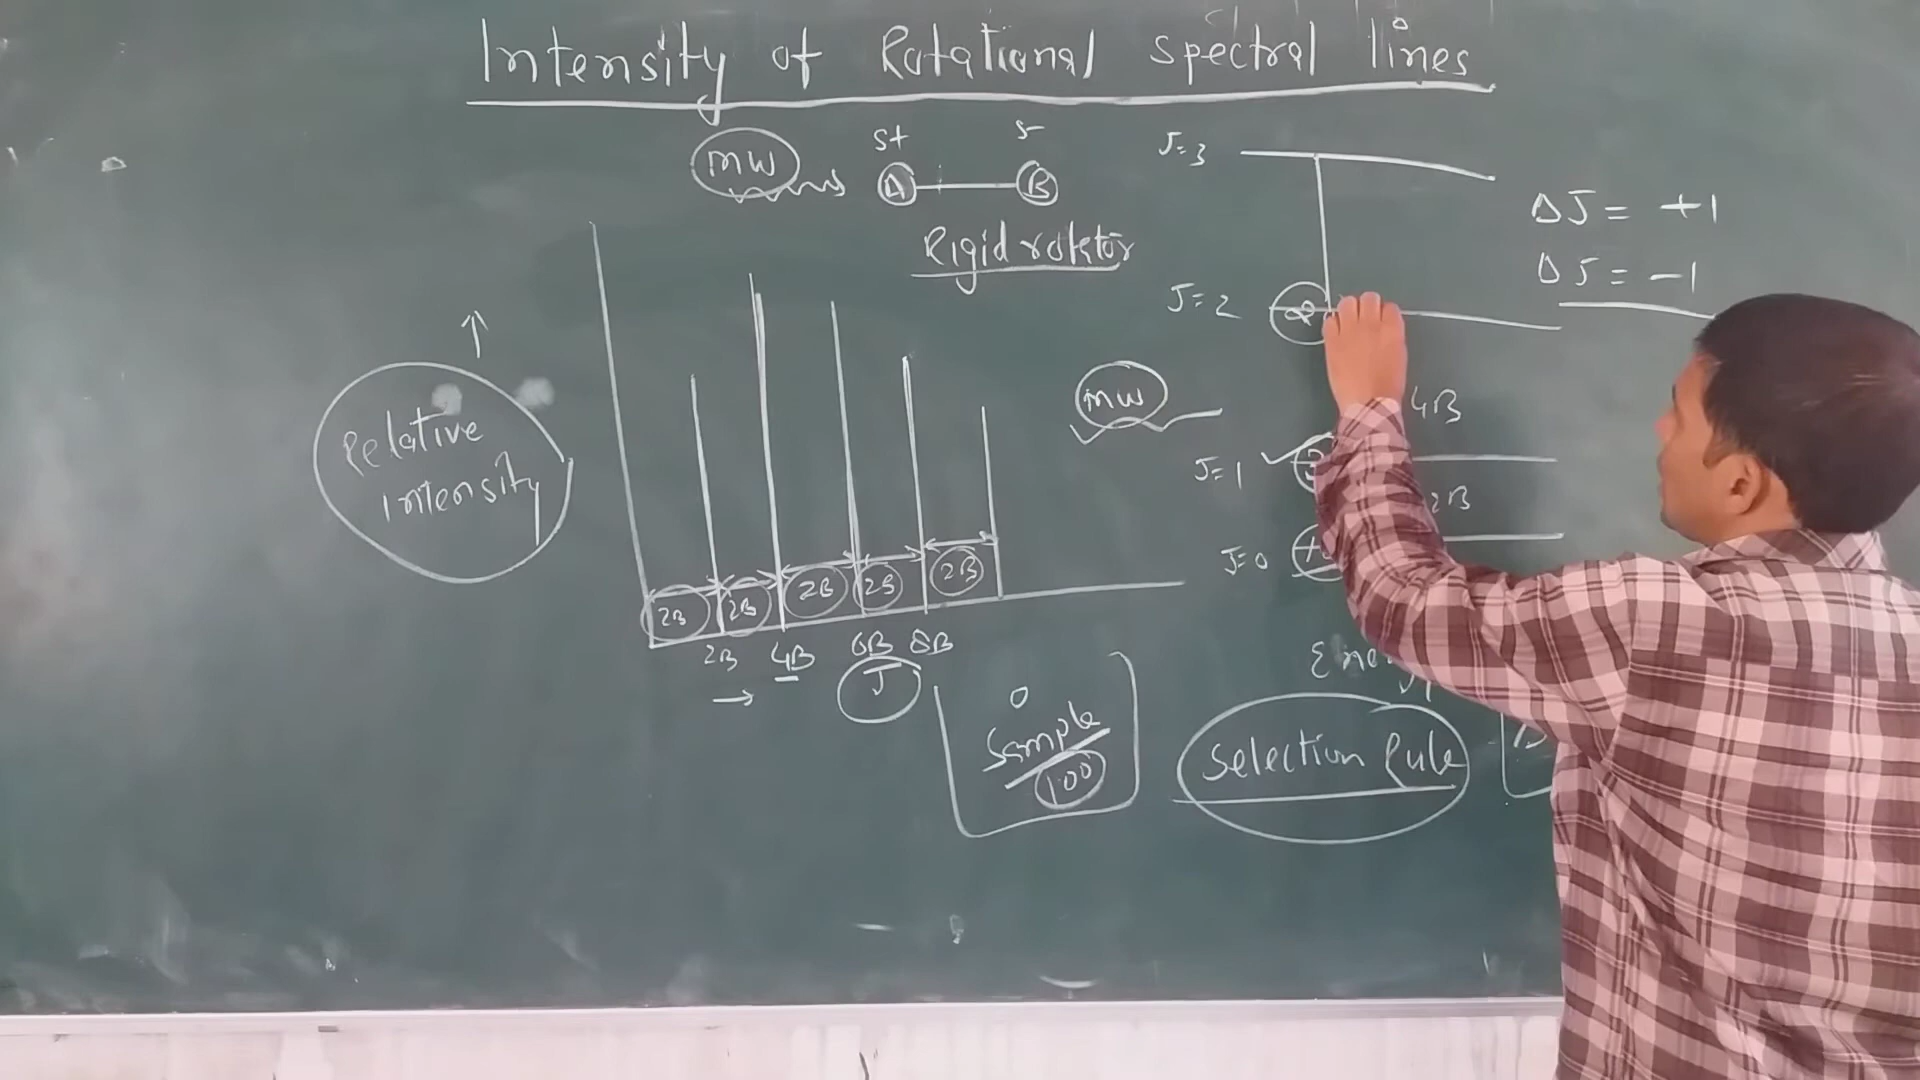 Intensity of Rotational spectral lines
mw
δ+
δ-
A
B
Rigid rotator
J=3
ΔJ = +1
ΔJ = -1
J=2
mw
4B
J=1
2B
J=0
Relative
intensity
2B 2B 2B 2B 2B
2B 4B 6B 8B
J
Sample
100
Selection Rule